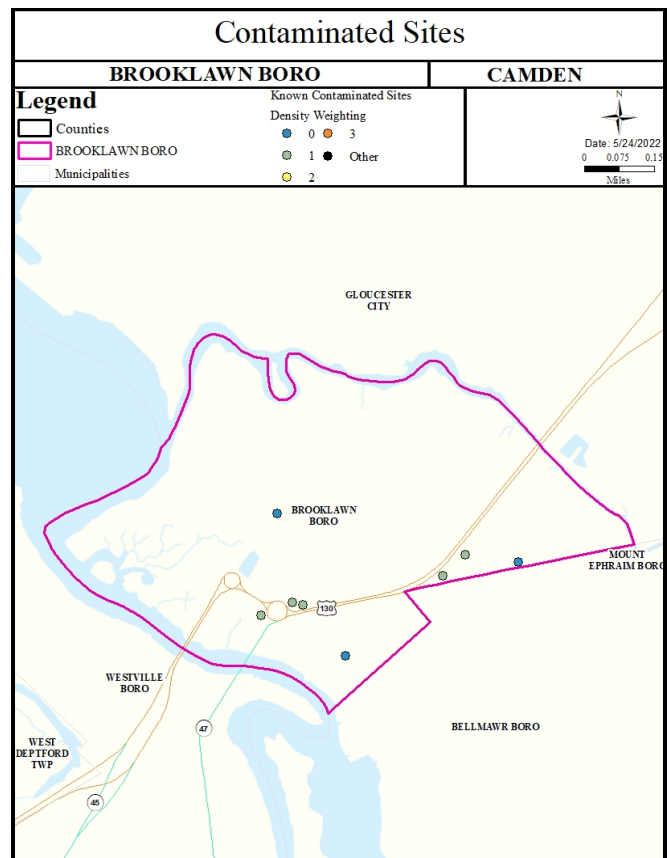 Contaminated Sites
BROOKLAWN BORO
CAMDEN
Legend
Counties
BROOKLAWN BORO
Municipalities
Known Contaminated Sites
Density Weighting
0
3
1
Other
2
N
Date: 5/24/2022
0 0.075 0.15
Miles
GLOUCESTER
CITY
BROOKLAWN
BORO
MOUNT
EPHRAIM BORO
130
WESTVILLE
BORO
47
BELLMAWR BORO
WEST
DEPTFORD
TWP
45